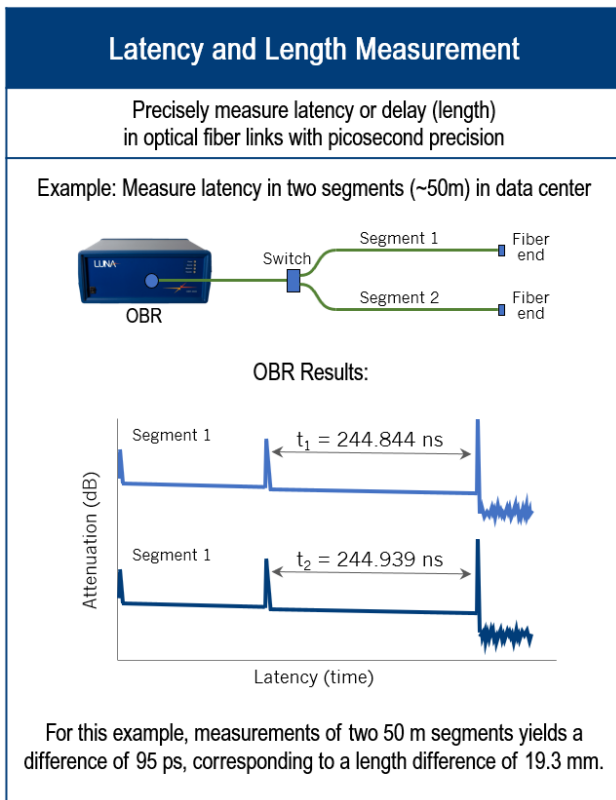 Latency and Length Measurement
Precisely measure latency or delay (length)
in optical fiber links with picosecond precision
Example: Measure latency in two segments (~50m) in data center
LUNA
OBR
Switch
Segment 1
Fiber
end
Segment 2
Fiber
end
OBR Results:
Attenuation (dB)
Segment 1
t₁ = 244.844 ns
Segment 1
t₂ = 244.939 ns
Latency (time)
For this example, measurements of two 50 m segments yields a
difference of 95 ps, corresponding to a length difference of 19.3 mm.